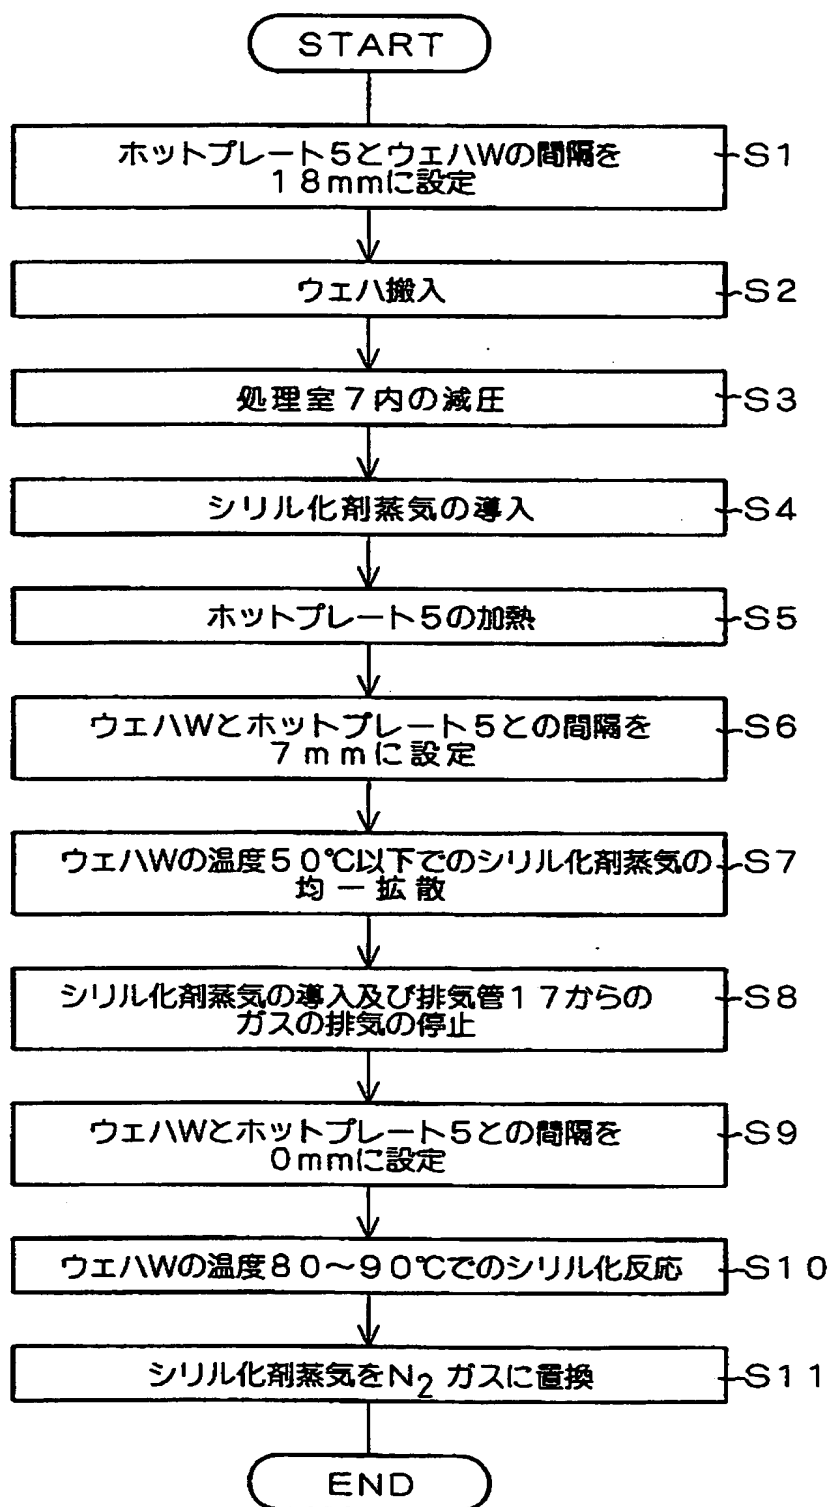 START
ホットプレート5とウェハWの間隔を
18mmに設定
S1
ウェハ搬入
S2
処理室7内の減圧
S3
シリル化剤蒸気の導入
S4
ホットプレート5の加熱
S5
ウェハWとホットプレート5との間隔を
7mmに設定
S6
ウェハWの温度50℃以下でのシリル化剤蒸気の
均一拡散
S7
シリル化剤蒸気の導入及び排気管17からの
ガスの排気の停止
S8
ウェハWとホットプレート5との間隔を
0mmに設定
S9
ウェハWの温度80～90℃でのシリル化反応
S10
シリル化剤蒸気をN₂ガスに置換
S11
END